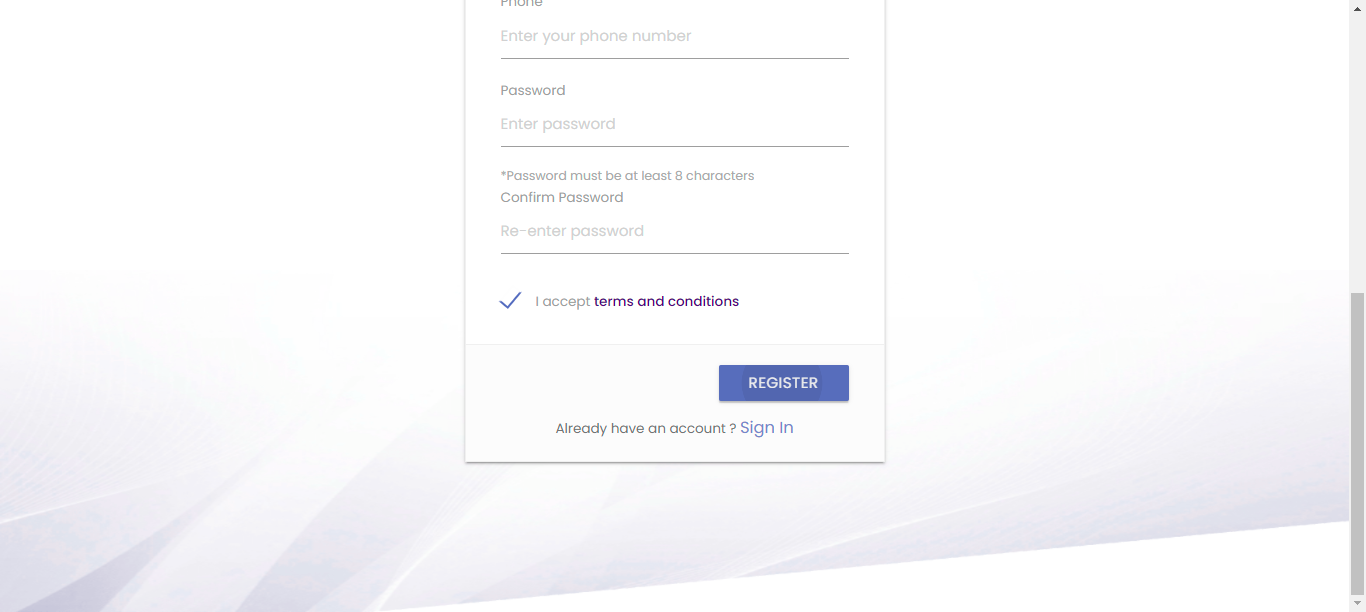 Phone
Enter your phone number
Password
Enter password
*Password must be at least 8 characters
Confirm Password
Re-enter password
I accept terms and conditions
REGISTER
Already have an account ? Sign In